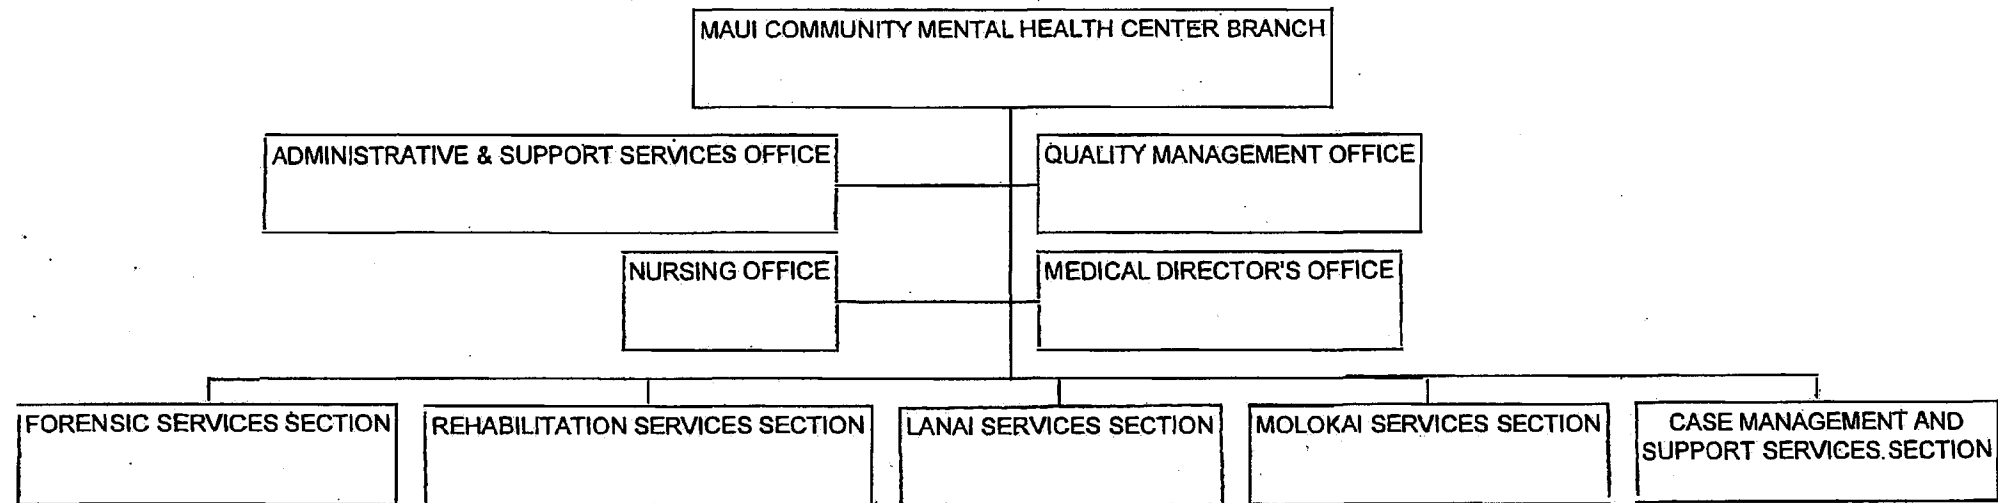 MAUI COMMUNITY MENTAL HEALTH CENTER BRANCH
ADMINISTRATIVE & SUPPORT SERVICES OFFICE
QUALITY MANAGEMENT OFFICE
NURSING OFFICE
MEDICAL DIRECTOR'S OFFICE
FORENSIC SERVICES SECTION
REHABILITATION SERVICES SECTION
LANAI SERVICES SECTION
MOLOKAI SERVICES SECTION
CASE MANAGEMENT AND
SUPPORT SERVICES SECTION